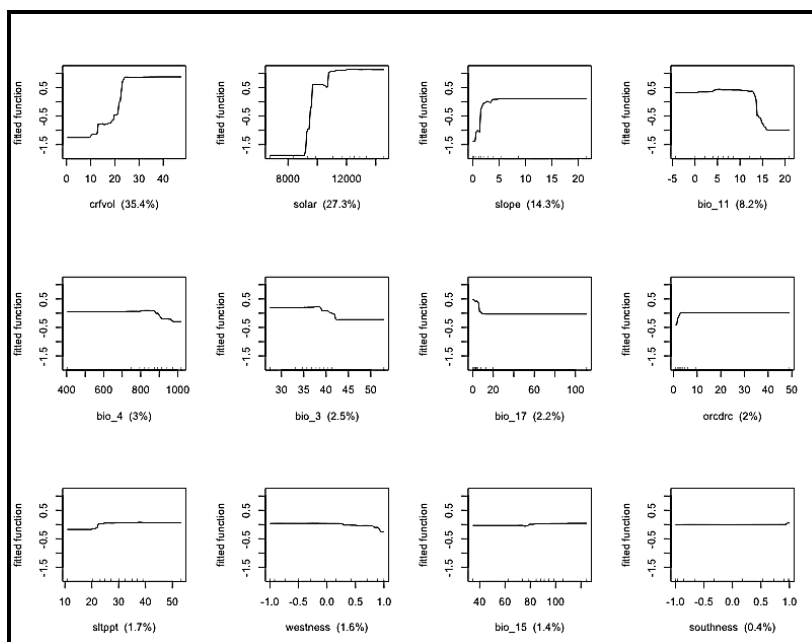 fitted function fitted function fitted function fitted function
0.5 0.5 0.5 0.5
-0.5 -0.5 -0.5 -0.5
-1.5 -1.5 -1.5 -1.5
0 10 20 30 40 8000 12000 0 5 10 15 20 -5 0 5 10 15 20
crfvol (35.4%) solar (27.3%) slope (14.3%) bio_11 (8.2%)
fitted function fitted function fitted function fitted function
0.5 0.5 0.5 0.5
-0.5 -0.5 -0.5 -0.5
-1.5 -1.5 -1.5 -1.5
400 600 800 1000 30 35 40 45 50 0 20 60 100 0 10 20 30 40 50
bio_4 (3%) bio_3 (2.5%) bio_17 (2.2%) orcdrc (2%)
fitted function fitted function fitted function fitted function
0.5 0.5 0.5 0.5
-0.5 -0.5 -0.5 -0.5
-1.5 -1.5 -1.5 -1.5
10 20 30 40 50 -1.0 -0.5 0.0 0.5 1.0 40 60 80 100 120 -1.0 -0.5 0.0 0.5 1.0
sltppt (1.7%) westness (1.6%) bio_15 (1.4%) southness (0.4%)